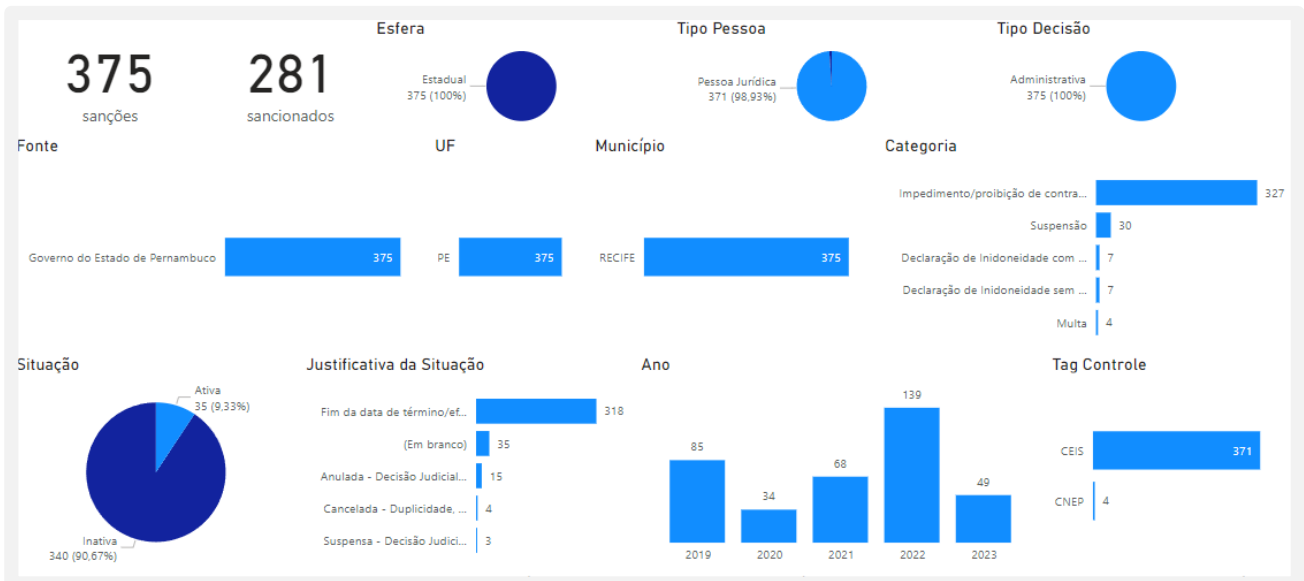 375
sanções
281
sancionados
Esfera
Estadual
375 (100%)
Tipo Pessoa
Pessoa Jurídica
371 (98,93%)
Tipo Decisão
Administrativa
375 (100%)
Fonte
Governo do Estado de Pernambuco
375
UF
PE
375
Município
RECIFE
375
Categoria
Impedimento/proibição de contra...
327
Suspensão
30
Declaração de Inidoneidade com ...
7
Declaração de Inidoneidade sem ...
7
Multa
4
Situação
Ativa
35 (9,33%)
Inativa
340 (90,67%)
Justificativa da Situação
Fim da data de término/ef...
318
(Em branco)
35
Anulada - Decisão Judicial...
15
Cancelada - Duplicidade, ...
4
Suspensa - Decisão Judici...
3
Ano
85
34
68
139
49
2019
2020
2021
2022
2023
Tag Controle
CEIS
371
CNEP
4